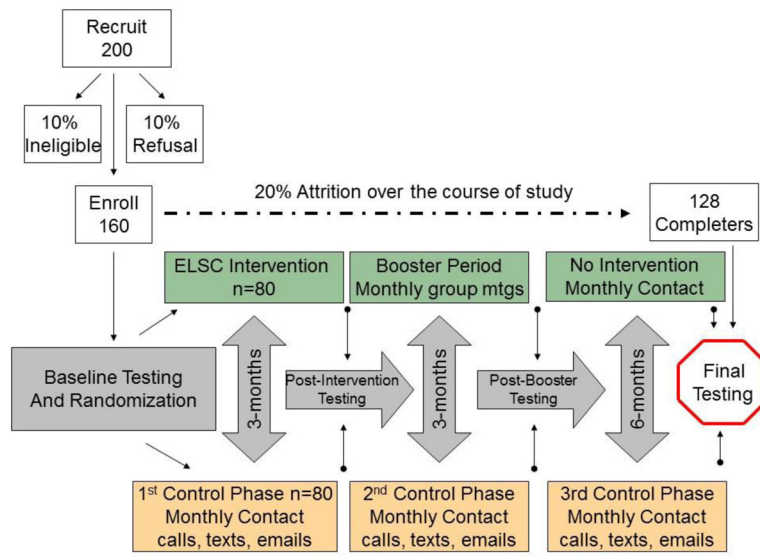 Recruit
200
10%
Ineligible
10%
Refusal
Enroll
160
20% Attrition over the course of study
128
Completers
ELSC Intervention
n=80
Booster Period
Monthly group mtgs
No Intervention
Monthly Contact
Baseline Testing
And Randomization
3-months
Post-Intervention
Testing
3-months
Post-Booster
Testing
6-months
Final
Testing
1st Control Phase n=80
Monthly Contact
calls, texts, emails
2nd Control Phase
Monthly Contact
calls, texts, emails
3rd Control Phase
Monthly Contact
calls, texts, emails